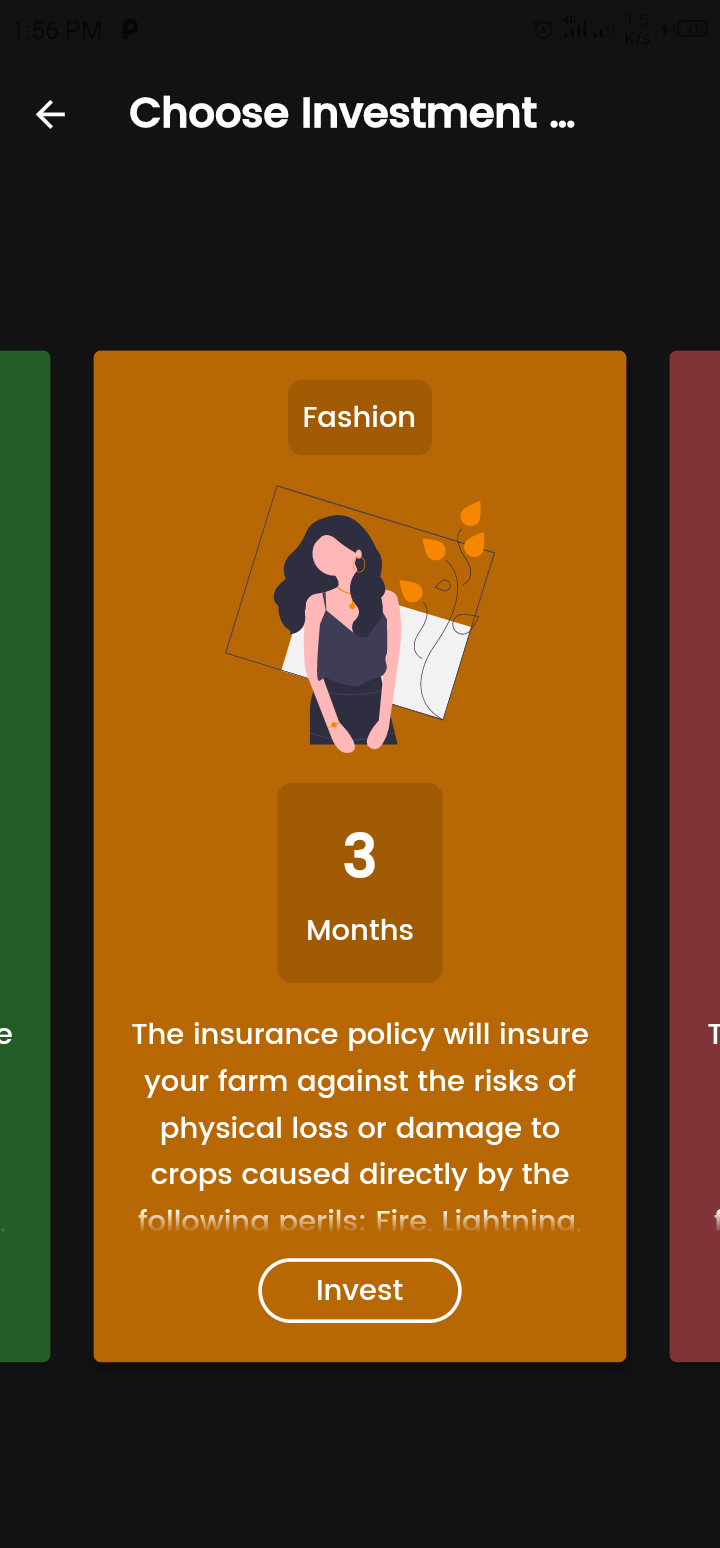 1:56 PM
4G
1.5
K/s
21
Choose Investment ...
Fashion
3
Months
The insurance policy will insure
your farm against the risks of
physical loss or damage to
crops caused directly by the
following perils: Fire, Lightning,
Invest
e
T
f